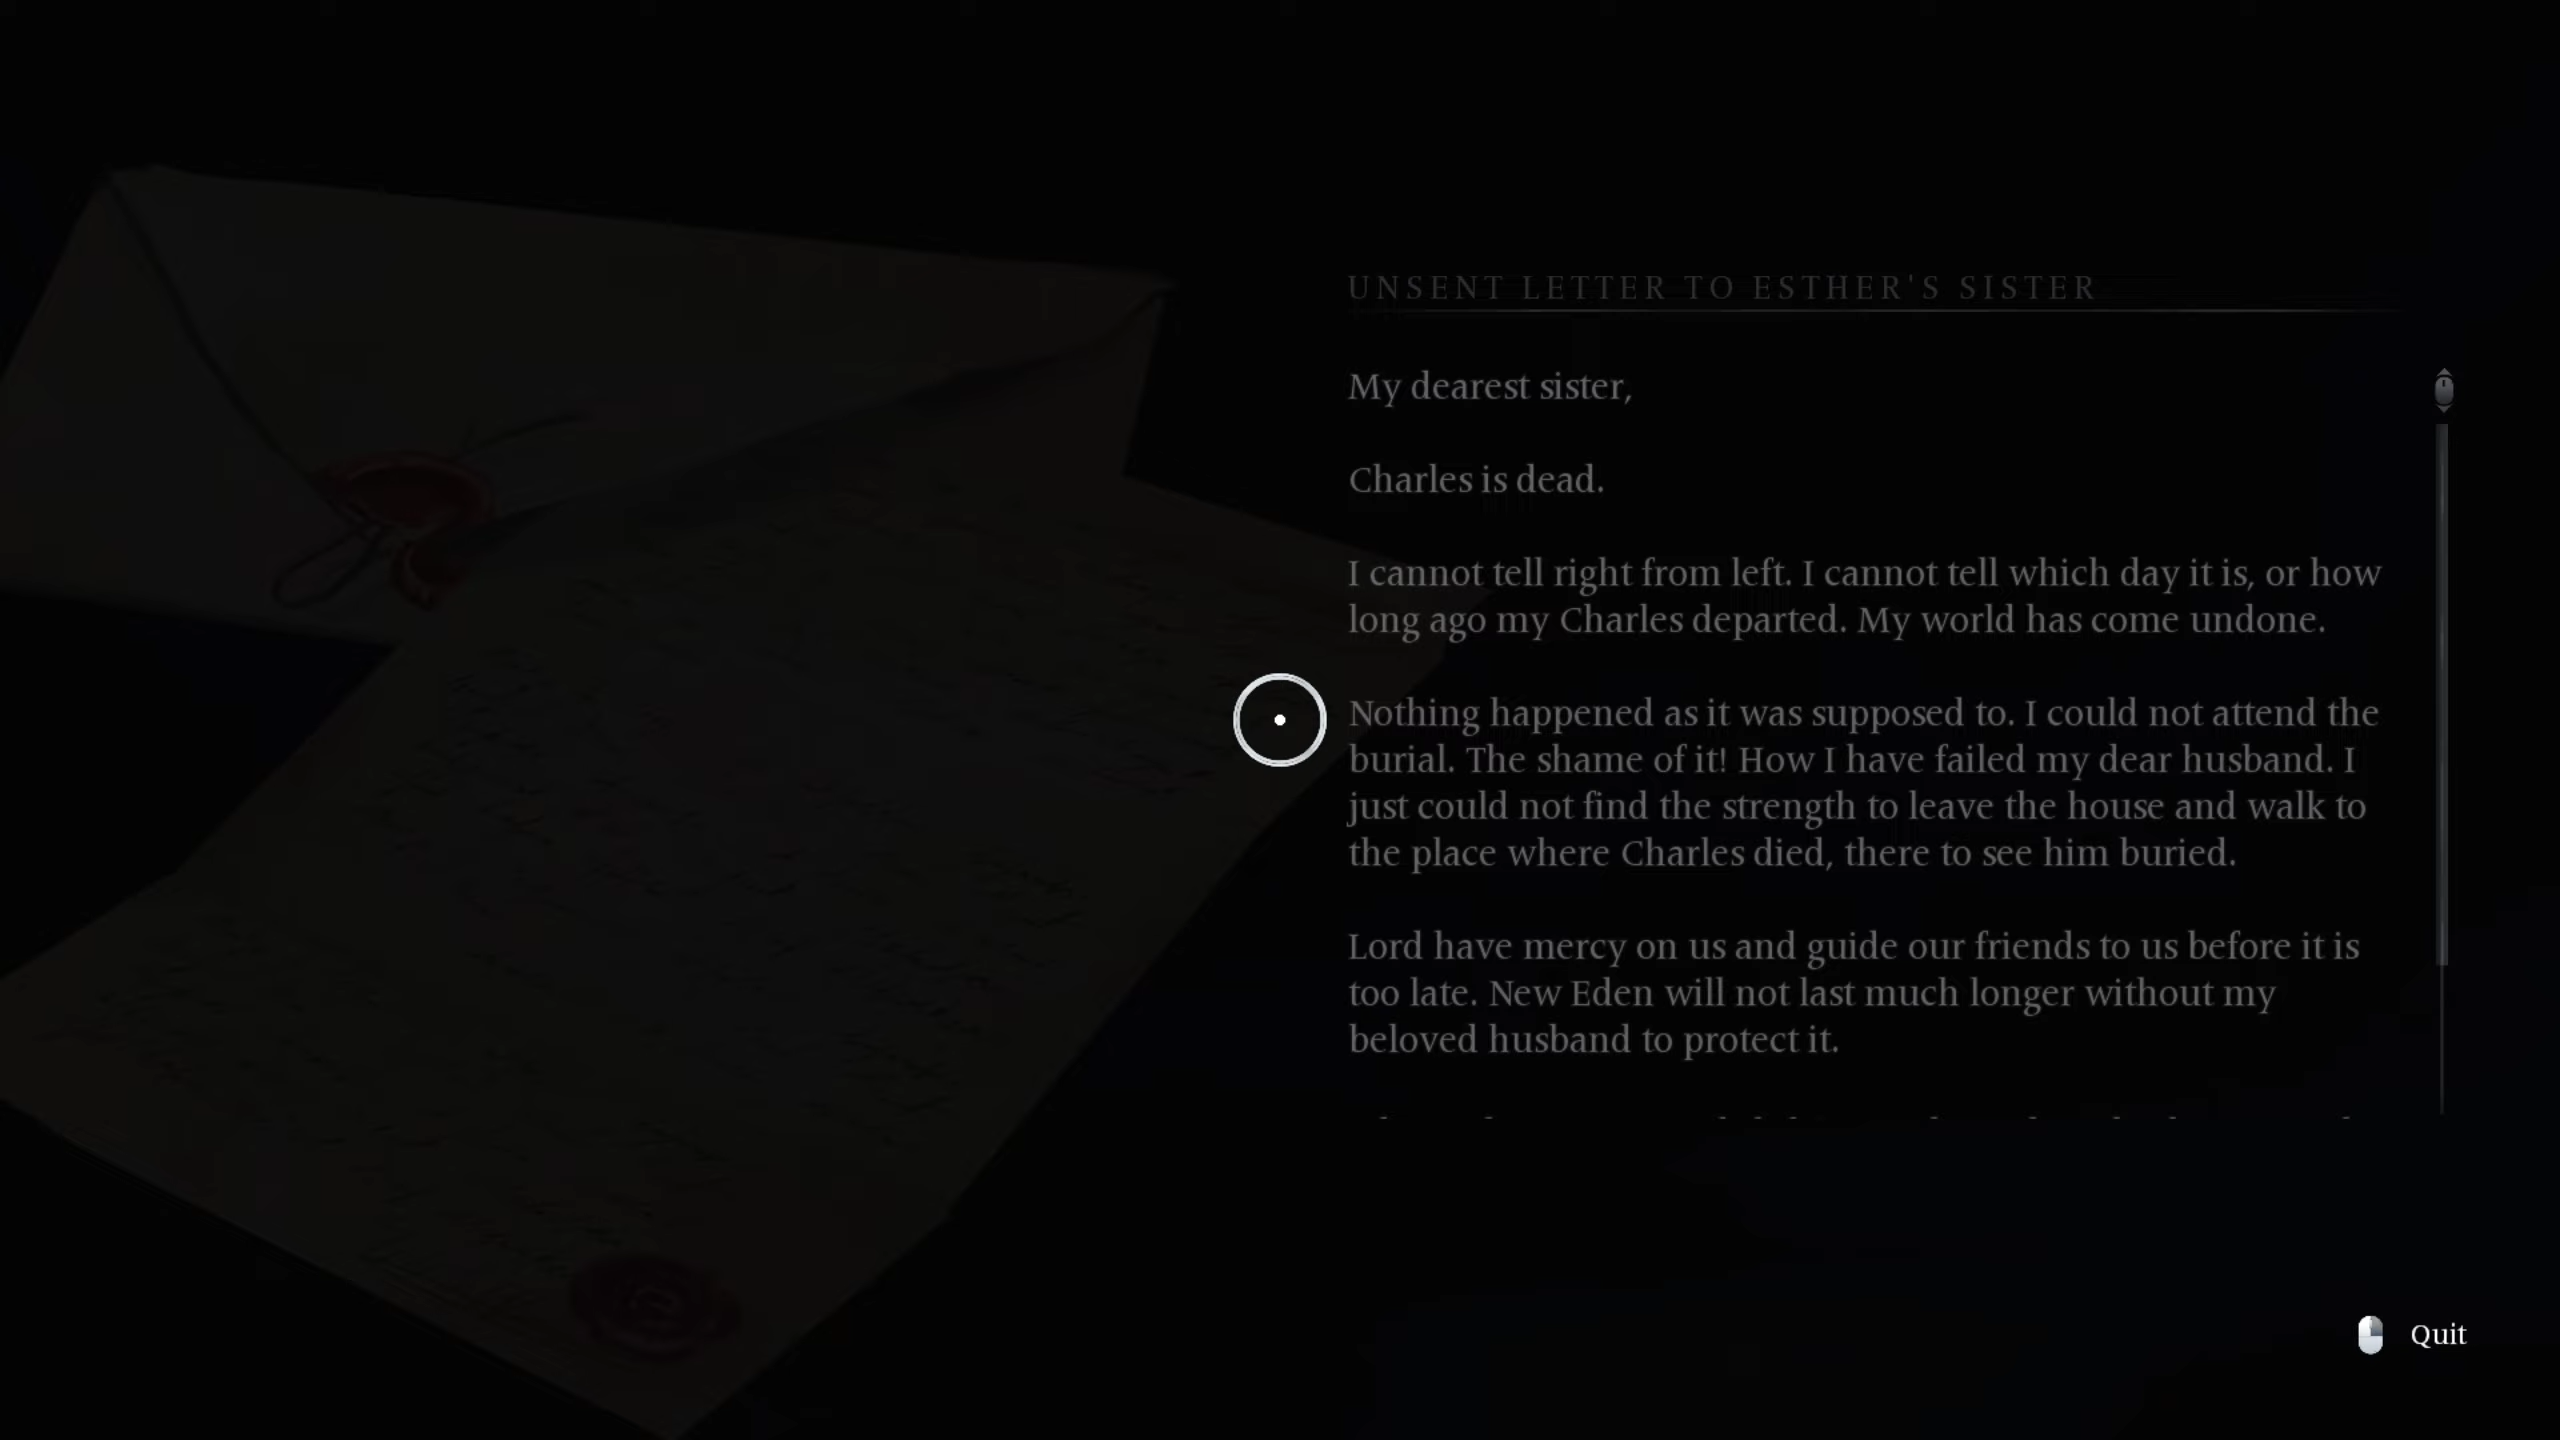 UNSENT LETTER TO ESTHER'S SISTER
My dearest sister,
Charles is dead.
I cannot tell right from left. I cannot tell which day it is, or how
long ago my Charles departed. My world has come undone.
Nothing happened as it was supposed to. I could not attend the
burial. The shame of it! How I have failed my dear husband. I
just could not find the strength to leave the house and walk to
the place where Charles died, there to see him buried.
Lord have mercy on us and guide our friends to us before it is
too late. New Eden will not last much longer without my
beloved husband to protect it.
Quit